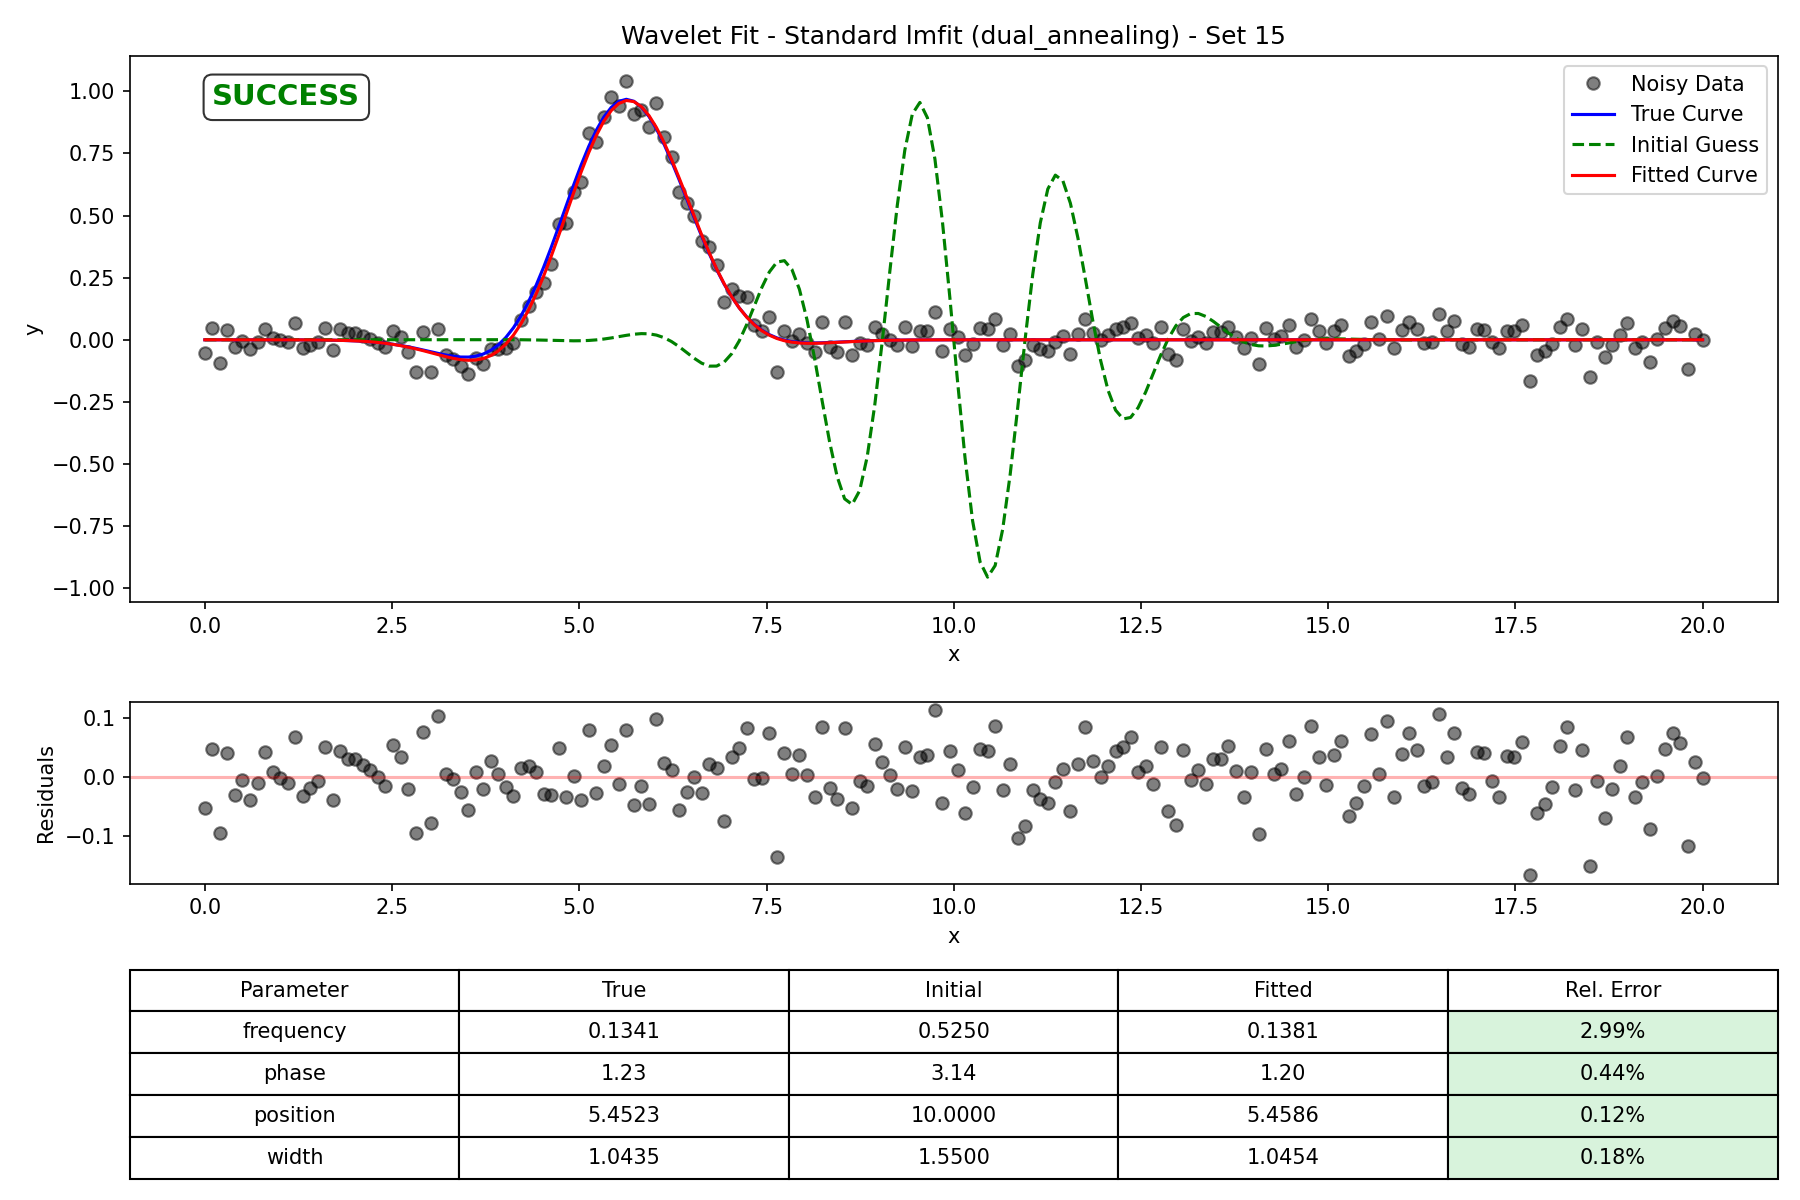 Wavelet Fit - Standard lmfit (dual_annealing) - Set 15
SUCCESS
Noisy Data
True Curve
Initial Guess
Fitted Curve
1.00
0.75
0.50
0.25
0.00
−0.25
−0.50
−0.75
−1.00
y
0.0 2.5 5.0 7.5 10.0 12.5 15.0 17.5 20.0
x
0.1
0.0
−0.1
Residuals
0.0 2.5 5.0 7.5 10.0 12.5 15.0 17.5 20.0
x
Parameter True Initial Fitted Rel. Error
frequency 0.1341 0.5250 0.1381 2.99%
phase 1.23 3.14 1.20 0.44%
position 5.4523 10.0000 5.4586 0.12%
width 1.0435 1.5500 1.0454 0.18%